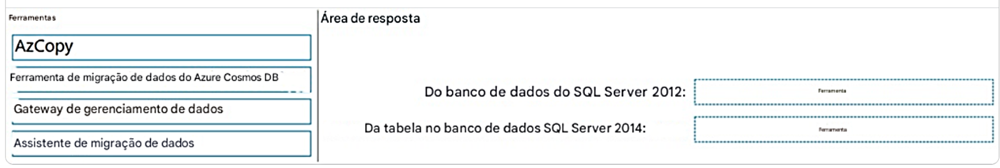 Ferramentas
AzCopy
Ferramenta de migração de dados do Azure Cosmos DB
Gateway de gerenciamento de dados
Assistente de migração de dados
Área de resposta
Do banco de dados do SQL Server 2012:
Ferramenta
Da tabela no banco de dados SQL Server 2014:
Ferramenta